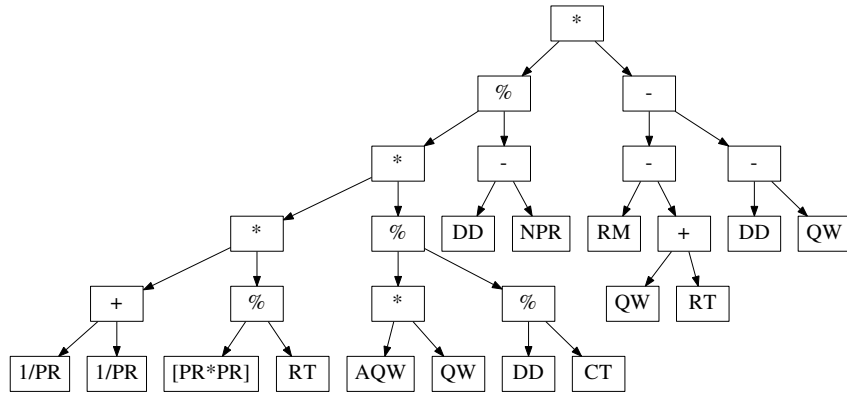 *
% -
* - - -
* % DD NPR RM + DD QW
+ % * % QW RT
1/PR 1/PR [PR*PR] RT AQW QW DD CT